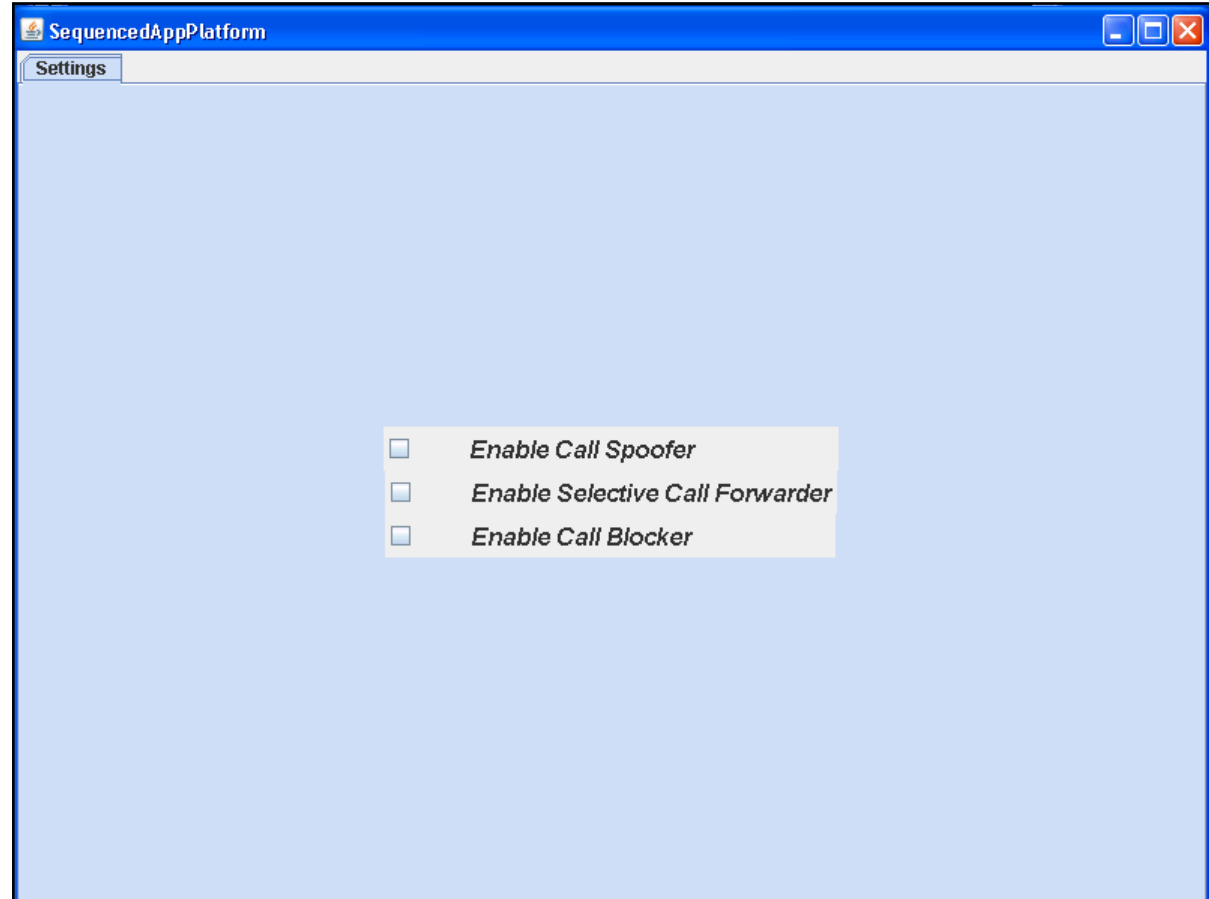 SequencedAppPlatform
Settings
Enable Call Spoofer
Enable Selective Call Forwarder
Enable Call Blocker